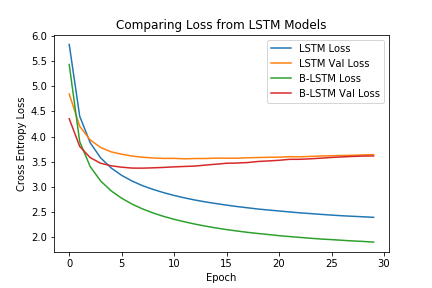 Comparing Loss from LSTM Models
LSTM Loss
LSTM Val Loss
B-LSTM Loss
B-LSTM Val Loss
Cross Entropy Loss
6.0
5.5
5.0
4.5
4.0
3.5
3.0
2.5
2.0
0 5 10 15 20 25 30
Epoch